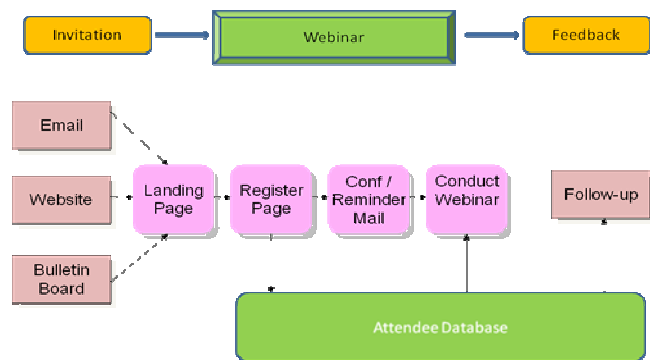 Invitation
Webinar
Feedback
Email
Website
Bulletin
Board
Landing
Page
Register
Page
Conf /
Reminder
Mail
Conduct
Webinar
Follow-up
Attendee Database